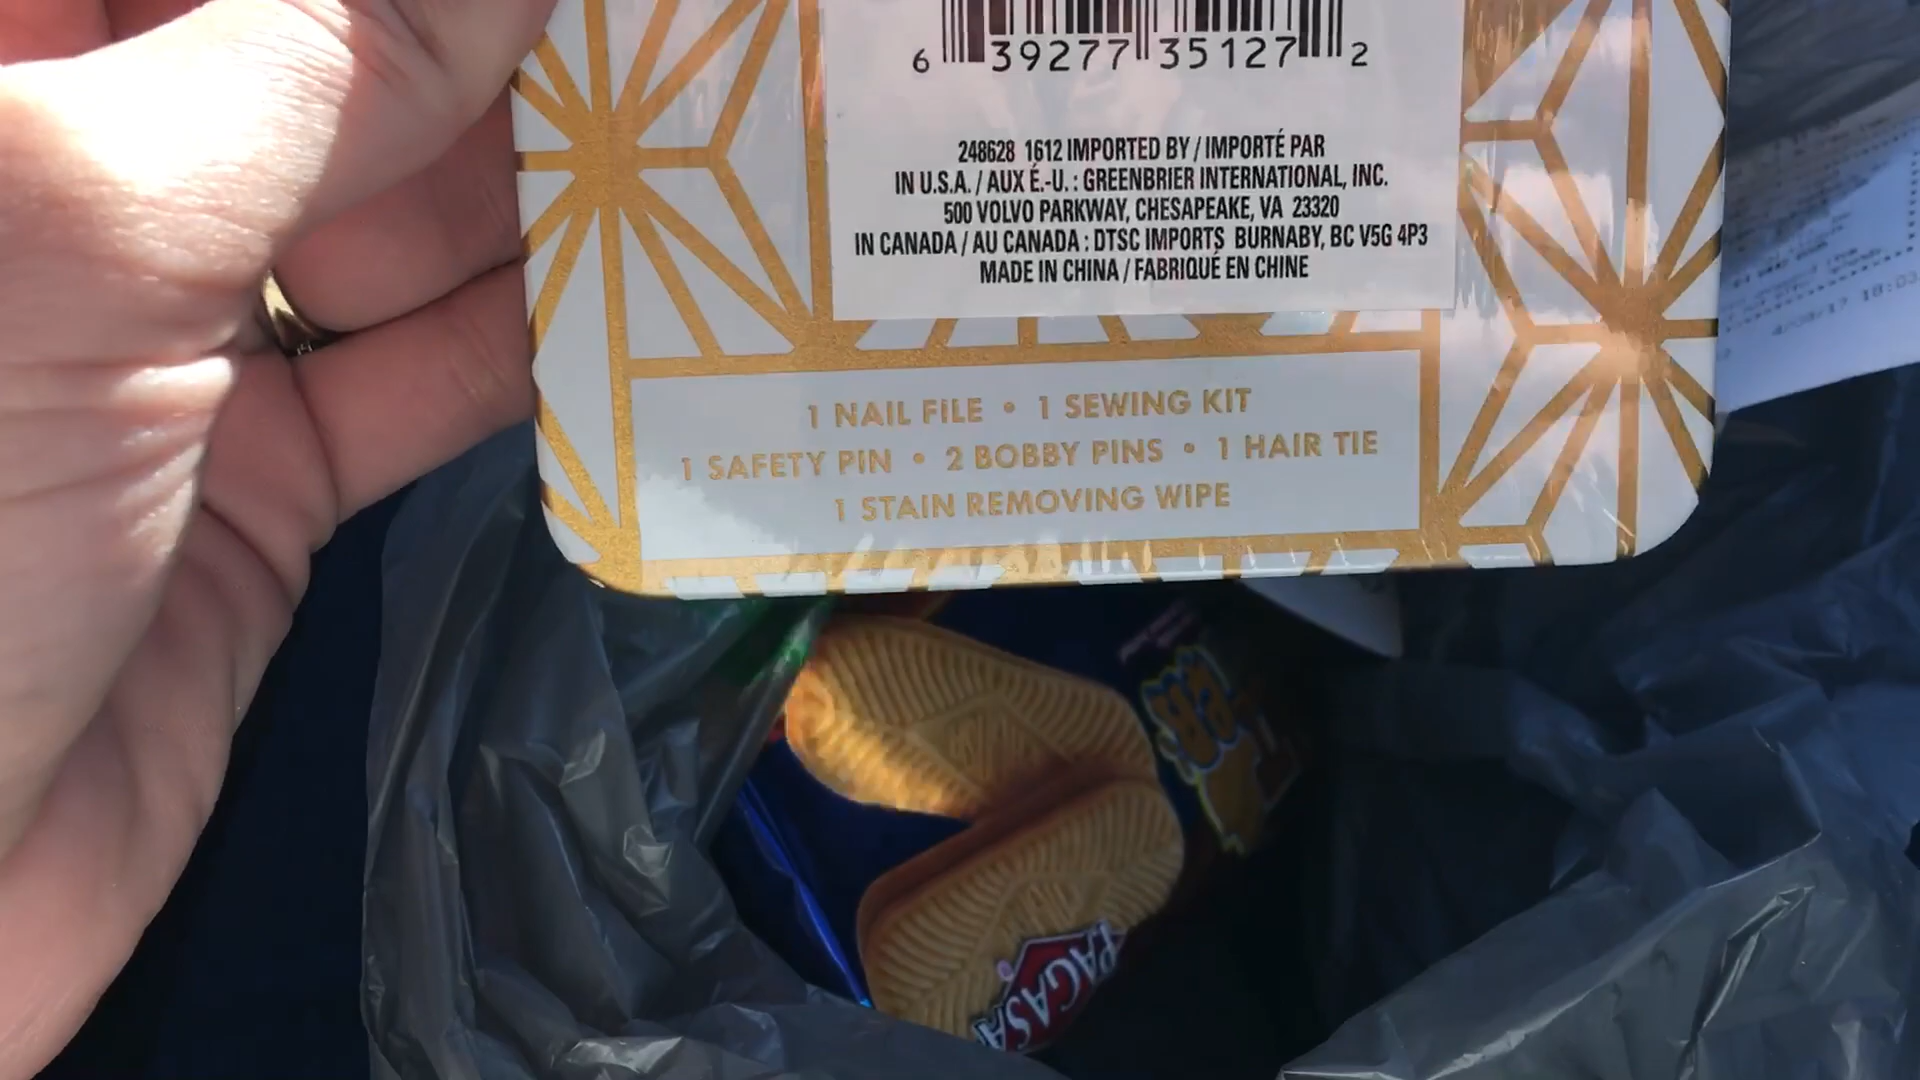 6 39277 35127 2
248628 1612 IMPORTED BY / IMPORTÉ PAR
IN U.S.A. / AUX É.-U. : GREENBRIER INTERNATIONAL, INC.
500 VOLVO PARKWAY, CHESAPEAKE, VA 23320
IN CANADA / AU CANADA : DTSC IMPORTS BURNABY, BC V5G 4P3
MADE IN CHINA / FABRIQUÉ EN CHINE
1 NAIL FILE • 1 SEWING KIT
1 SAFETY PIN • 2 BOBBY PINS • 1 HAIR TIE
1 STAIN REMOVING WIPE
PAGASA